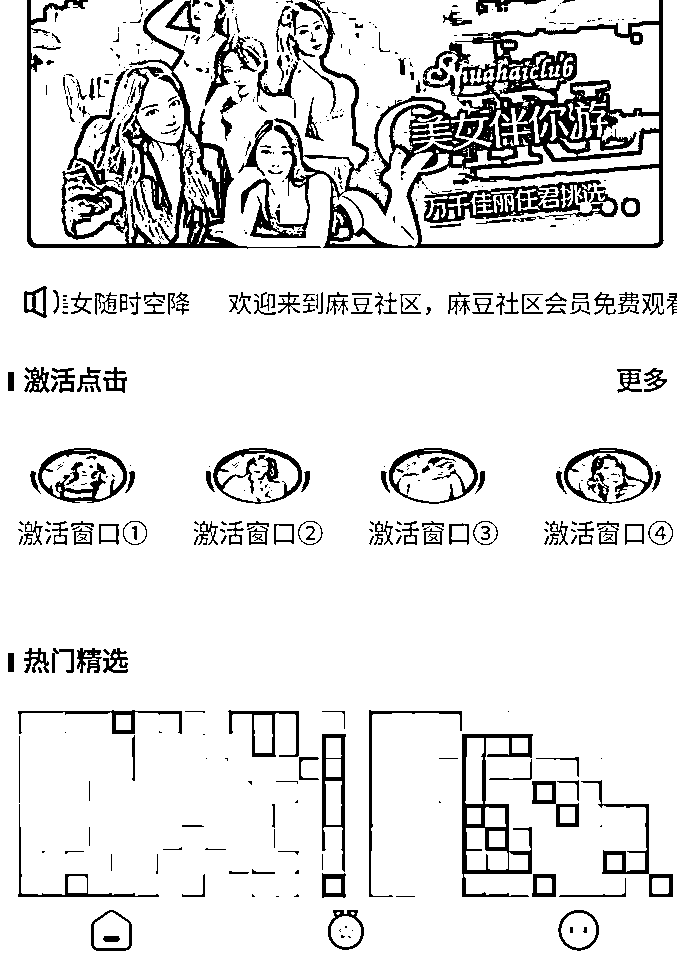 Shuahaiclub
美女伴你游
万千佳丽任君挑选
美女随时空降 欢迎来到麻豆社区，麻豆社区会员免费观看
激活点击 更多
激活窗口① 激活窗口② 激活窗口③ 激活窗口④
热门精选